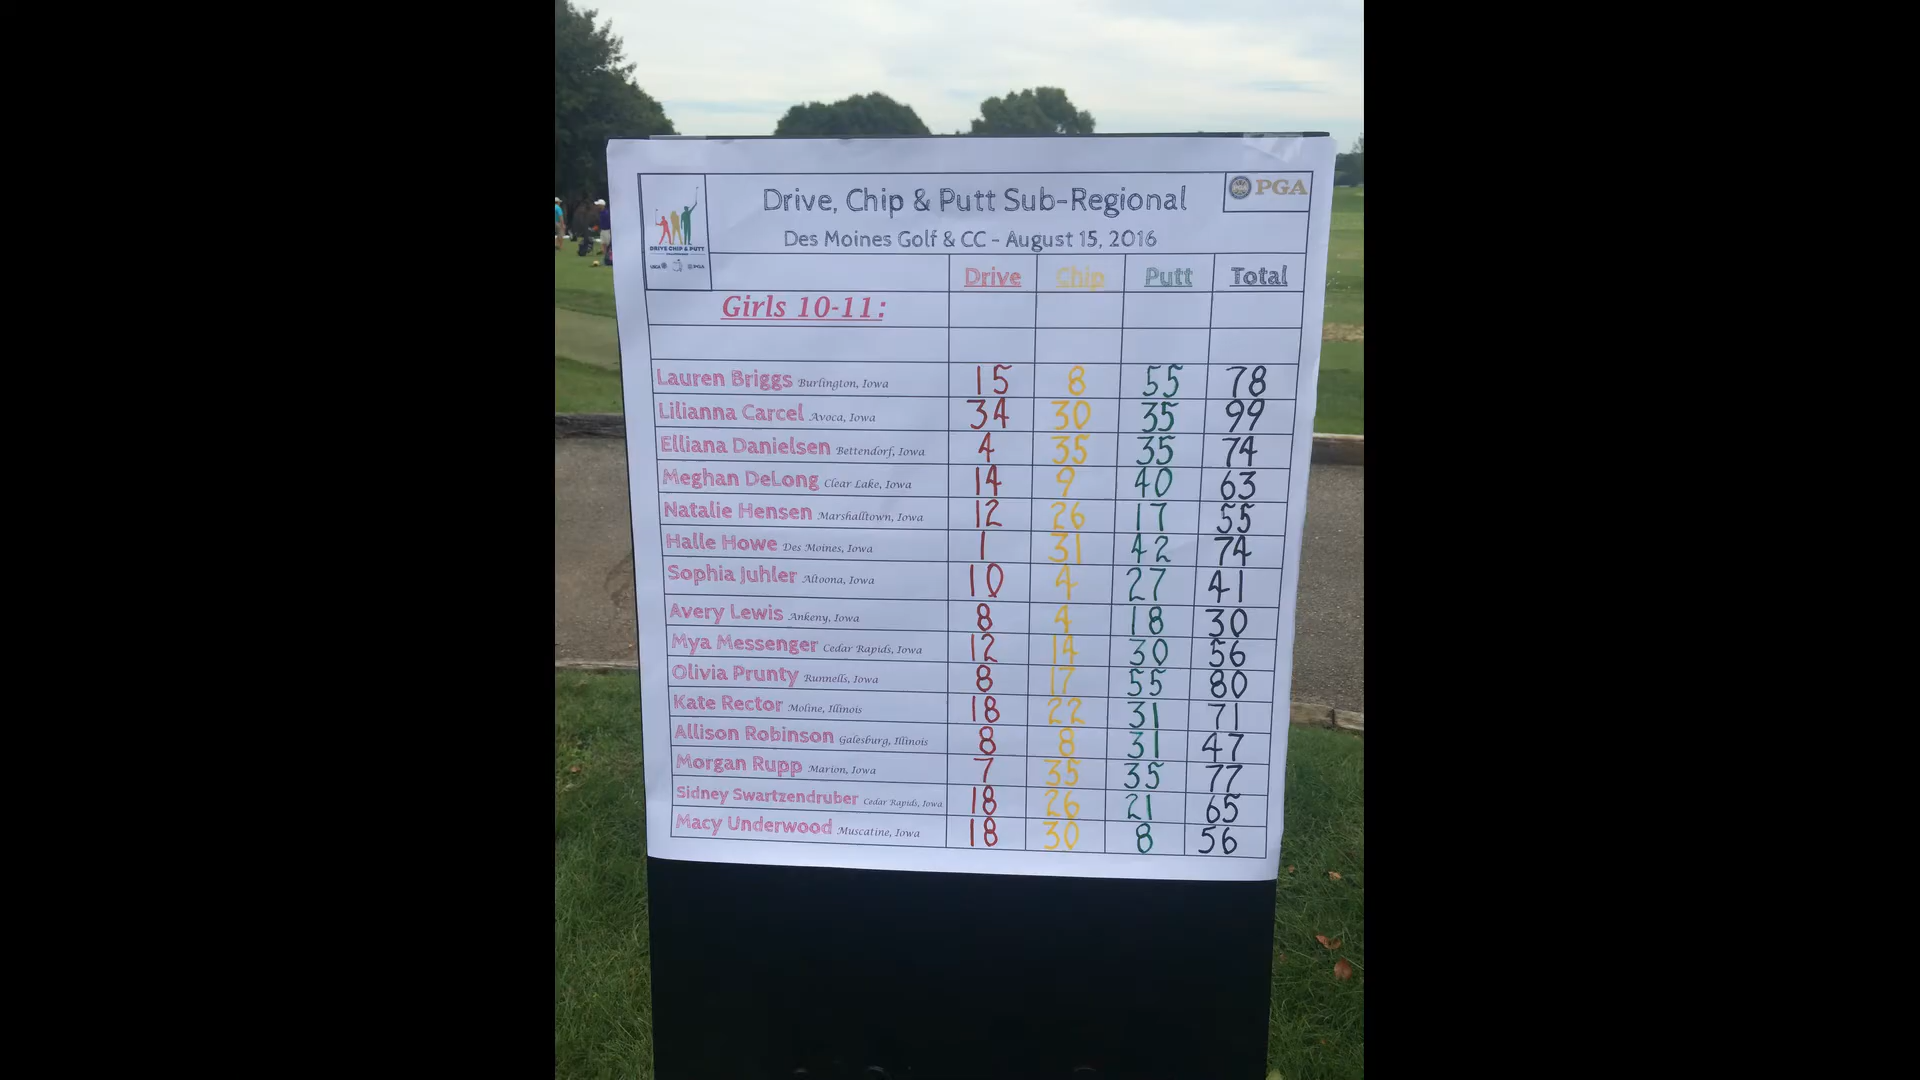 DRIVE CHIP & PUTT
PGA
Drive, Chip & Putt Sub-Regional
Des Moines Golf & CC - August 15, 2016
Drive Chip Putt Total
Girls 10-11:
Lauren Briggs Burlington, Iowa 15 8 55 78
Lilianna Carcel Avoca, Iowa 34 30 35 99
Elliana Danielsen Bettendorf, Iowa 4 35 35 74
Meghan DeLong Clear Lake, Iowa 14 9 40 63
Natalie Hensen Marshalltown, Iowa 12 26 17 55
Halle Howe Des Moines, Iowa 1 31 42 74
Sophia Juhler Altoona, Iowa 10 4 27 41
Avery Lewis Ankeny, Iowa 8 4 18 30
Mya Messenger Cedar Rapids, Iowa 12 14 30 56
Olivia Prunty Runnells, Iowa 8 17 55 80
Kate Rector Moline, Illinois 18 22 31 71
Allison Robinson Galesburg, Illinois 8 8 31 47
Morgan Rupp Marion, Iowa 7 35 35 77
Sidney Swartzendruber Cedar Rapids, Iowa 18 26 21 65
Macy Underwood Muscatine, Iowa 18 30 8 56